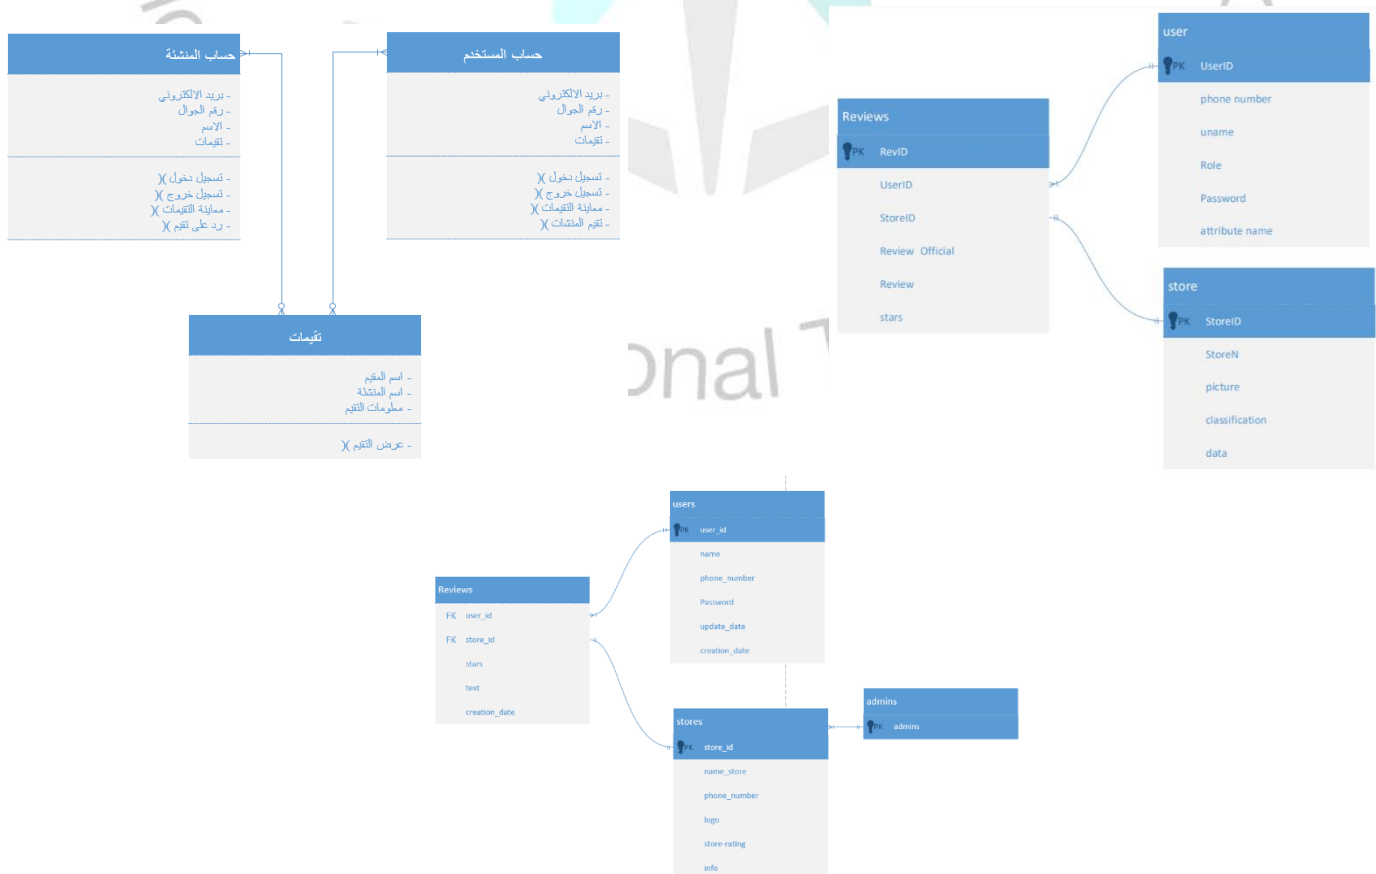 حساب المنشئة
- بريد الالكتروني
- رقم الجوال
- الاسم
- تقيمات
- تسجيل دخول )(
- تسجيل خروج )(
- معاينة التقيمات )(
- رد على تقيم )(
حساب المستخدم
- بريد الالكتروني
- رقم الجوال
- الاسم
- تقيمات
- تسجيل دخول )(
- تسجيل خروج )(
- معاينة التقيمات )(
- تقيم المنشات )(
تقيمات
- اسم المقيم
- اسم المنشئة
- معلومات التقيم
- عرض التقيم )(
Reviews
PK RevID
UserID
StoreID
Review Official
Review
stars
user
PK UserID
phone number
uname
Role
Password
attribute name
store
PK StoreID
StoreN
picture
classification
data
onal T
Reviews
FK user_id
FK store_id
stars
text
creation_date
users
PK user_id
name
phone_number
Password
update_date
creation_date
stores
PK store_id
name_store
phone_number
logo
store-rating
info
admins
PK admins